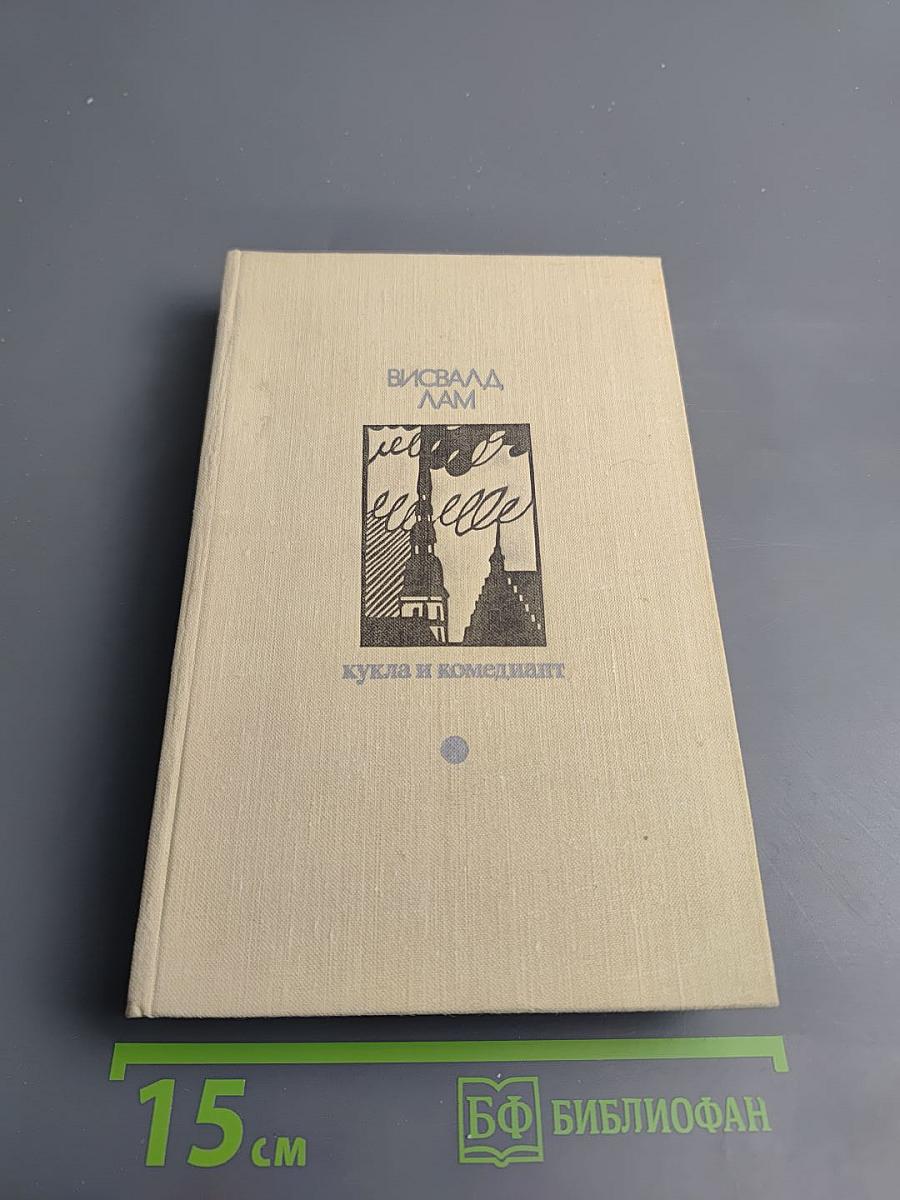 ВИСВАЛД
ЛАМ
кукла и комедиант
15 см
БФ БИБЛИОФАН